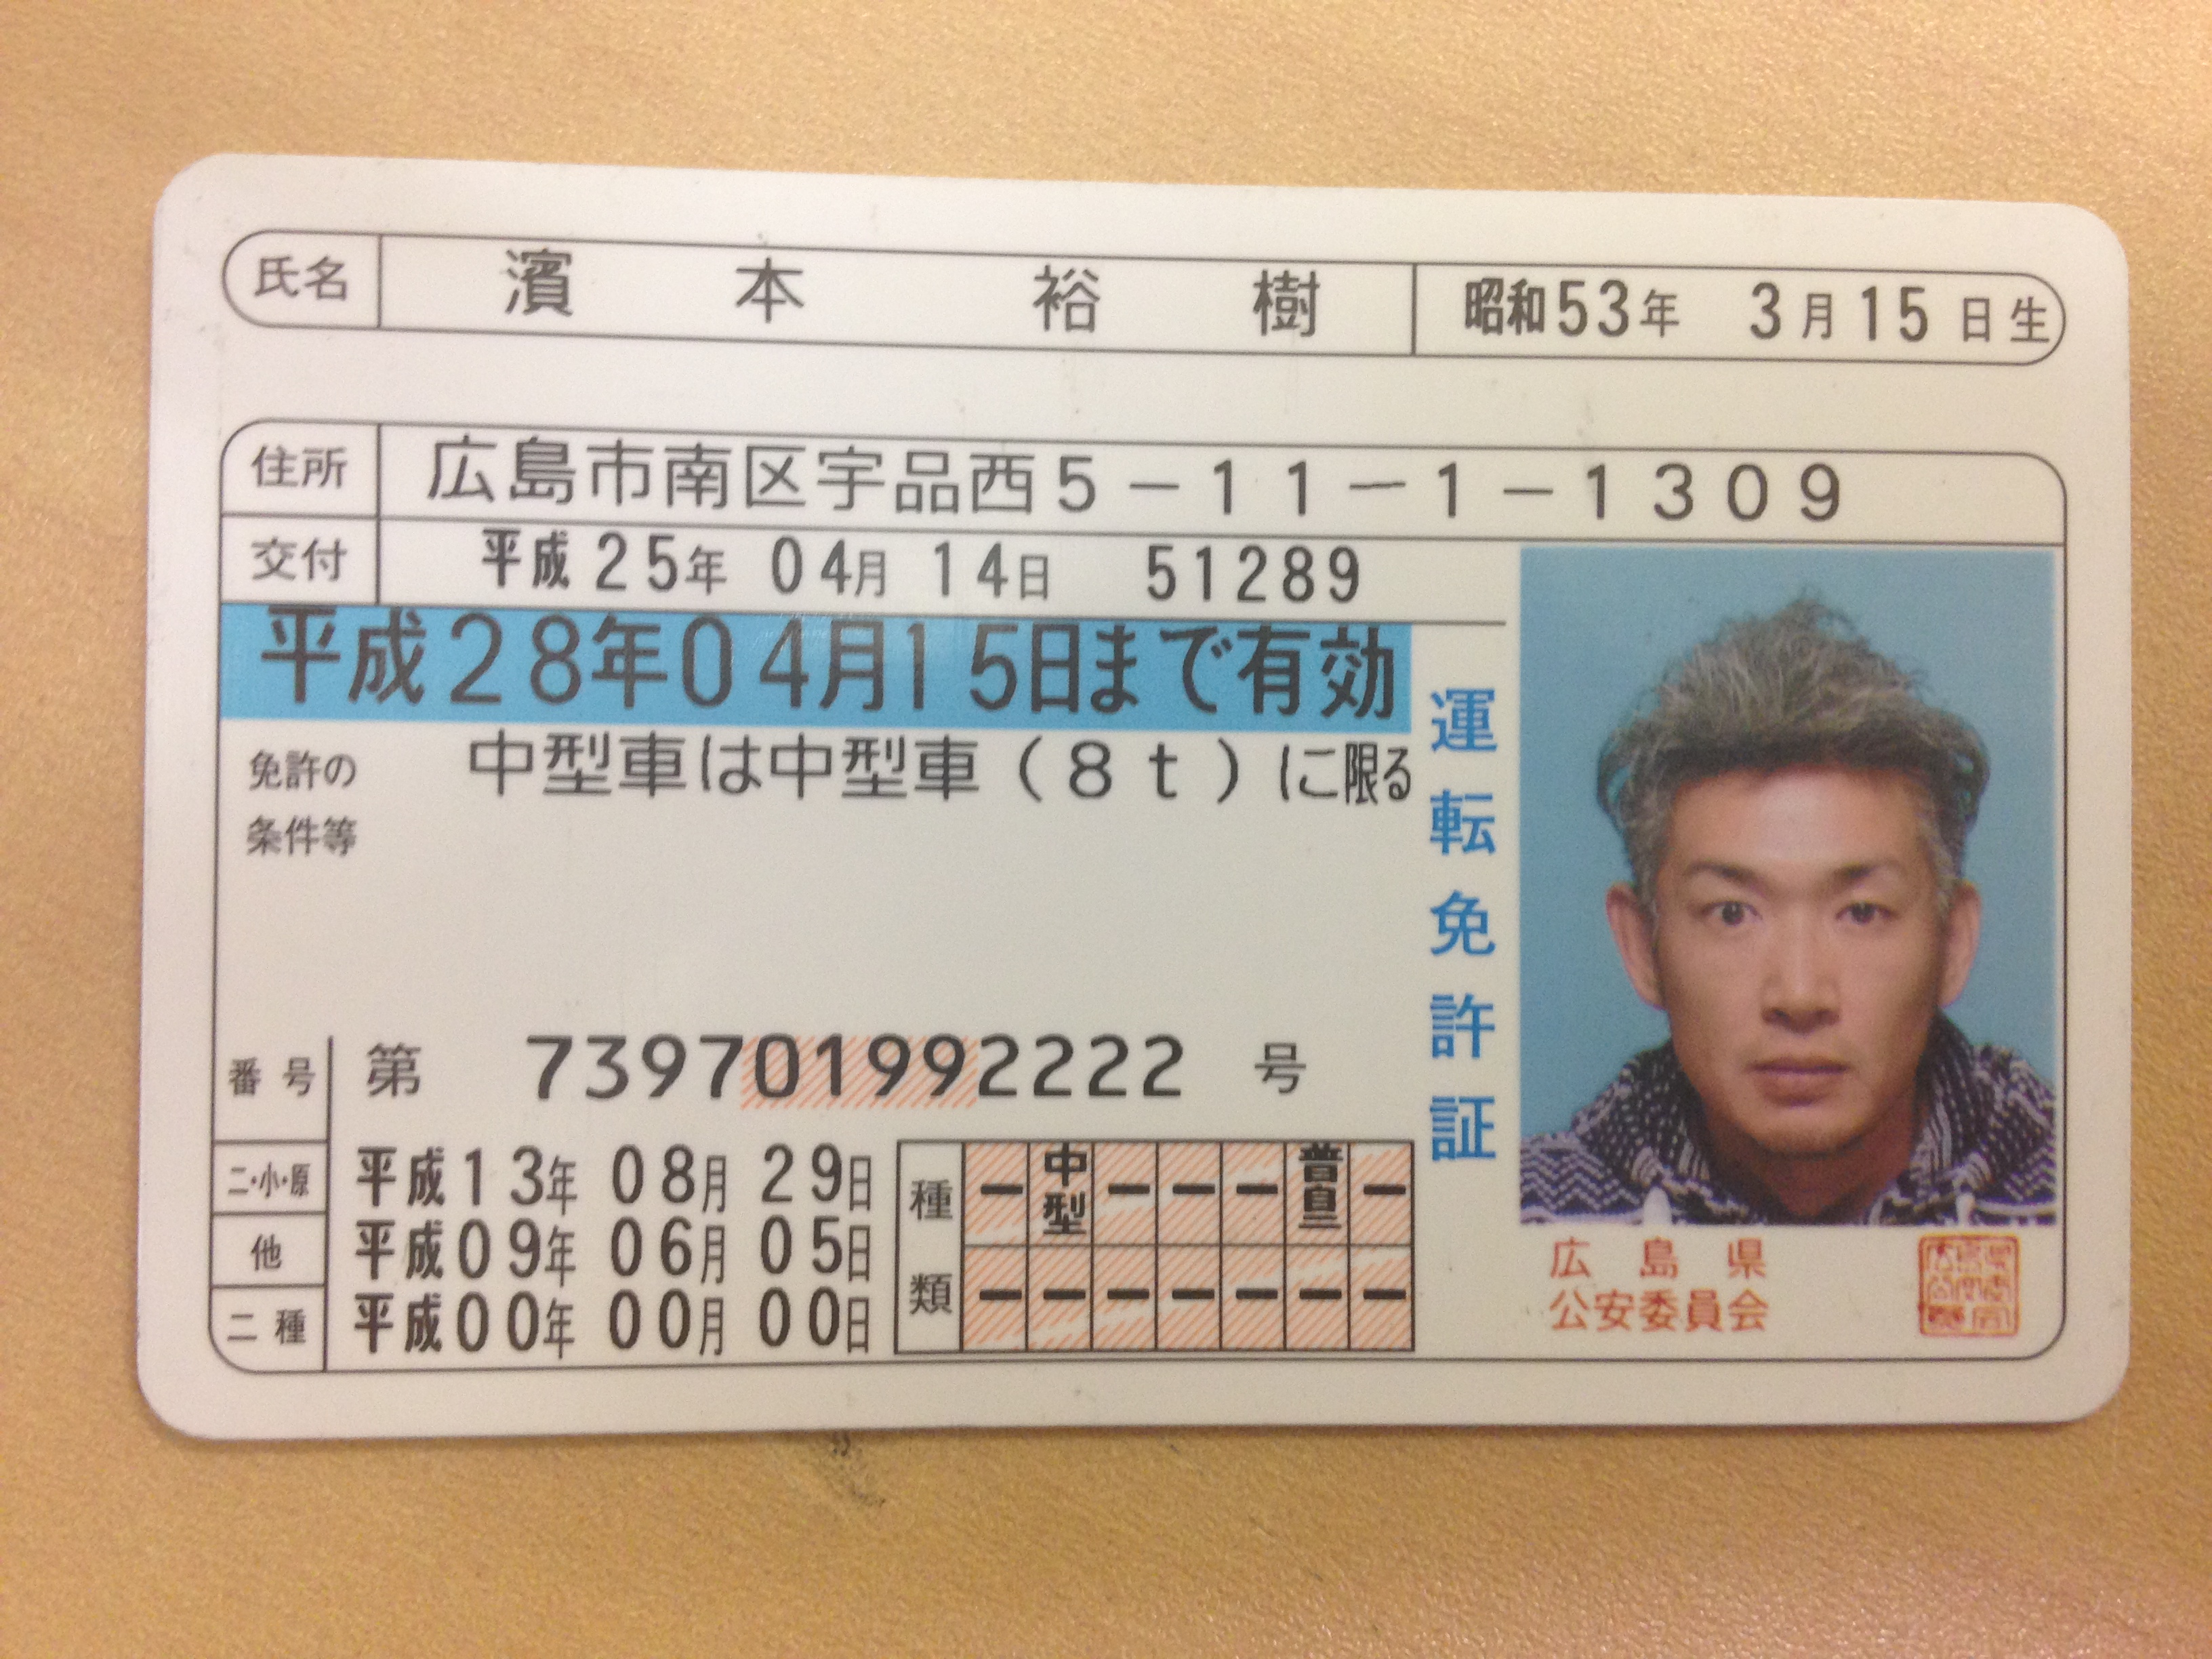 氏名 濱本裕樹 昭和53年 3月15日生
住所 広島市南区宇品西5-11-1-1309
交付 平成25年04月14日 51289
平成28年04月15日まで有効
免許の
条件等
中型車は中型車(8t)に限る
番号 第 739701992222 号
二・小・原 平成13年08月29日
他 平成09年06月05日
二種 平成00年00月00日
種類
中型
普自二
運転免許証
広島県
公安委員会